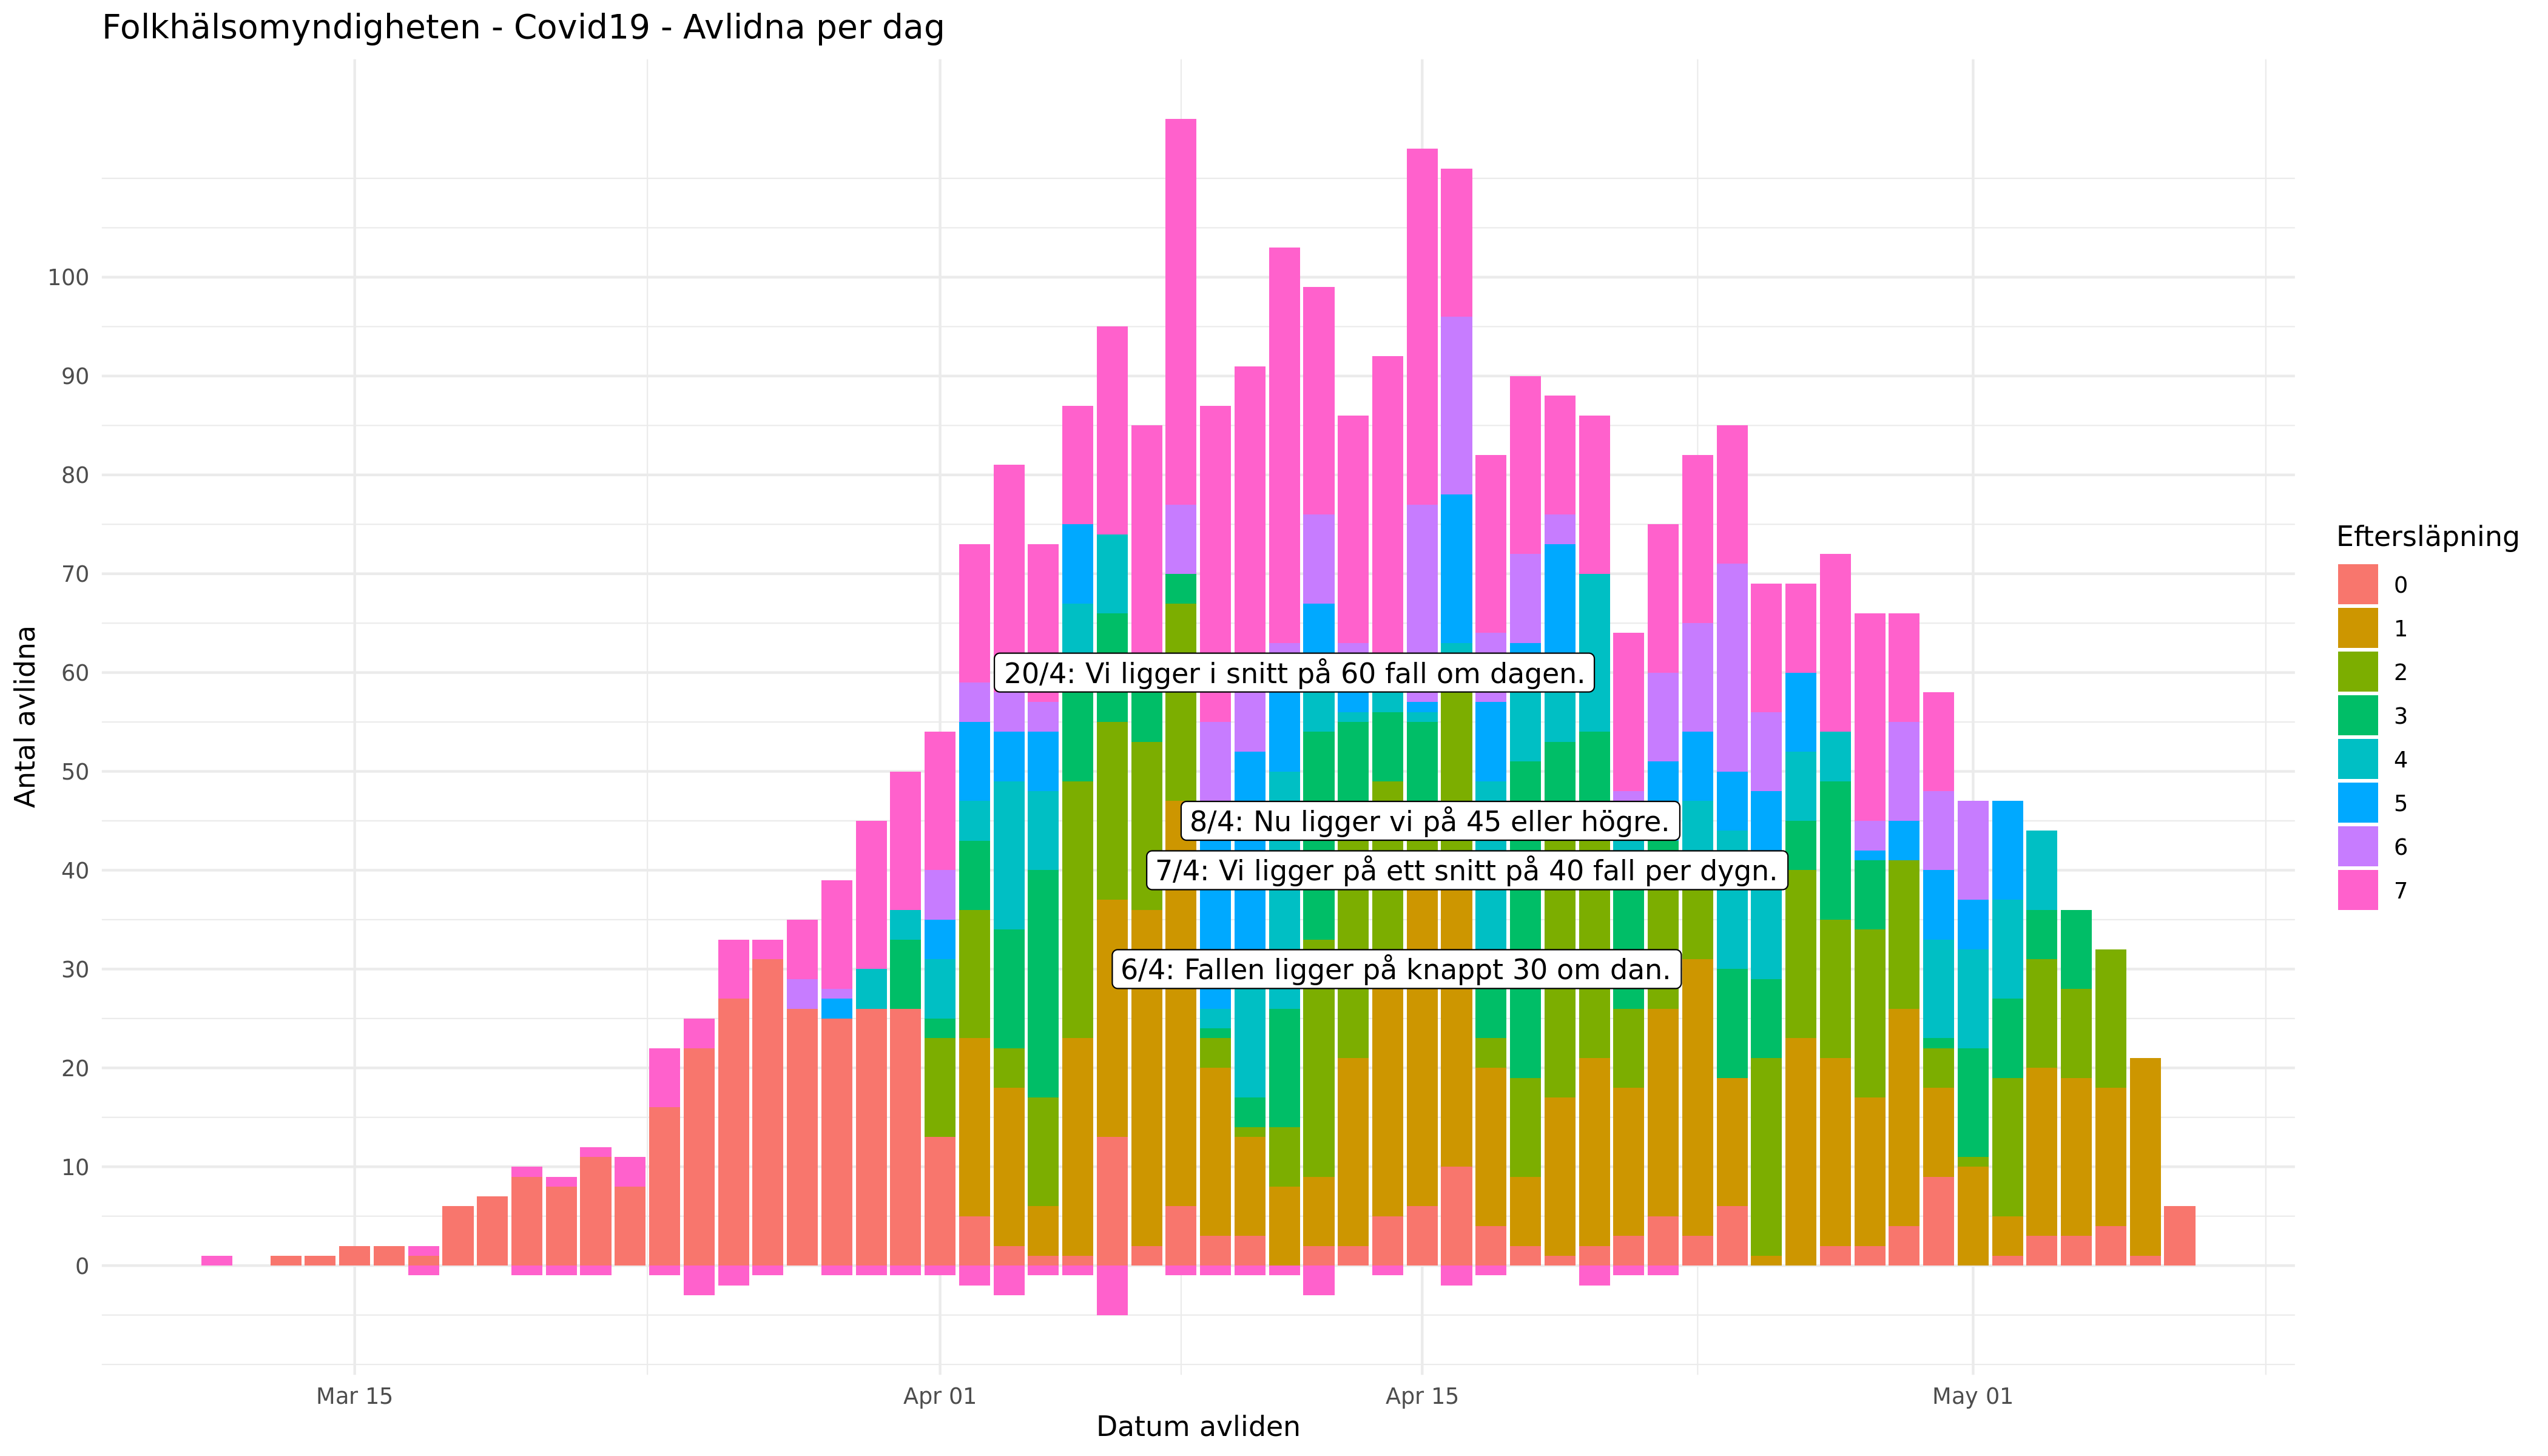 Folkhälsomyndigheten - Covid19 - Avlidna per dag
Antal avlidna
100
90
80
70
60
50
40
30
20
10
0
20/4: Vi ligger i snitt på 60 fall om dagen.
8/4: Nu ligger vi på 45 eller högre.
7/4: Vi ligger på ett snitt på 40 fall per dygn.
6/4: Fallen ligger på knappt 30 om dan.
Mar 15
Apr 01
Apr 15
May 01
Datum avliden
Eftersläpning
0
1
2
3
4
5
6
7